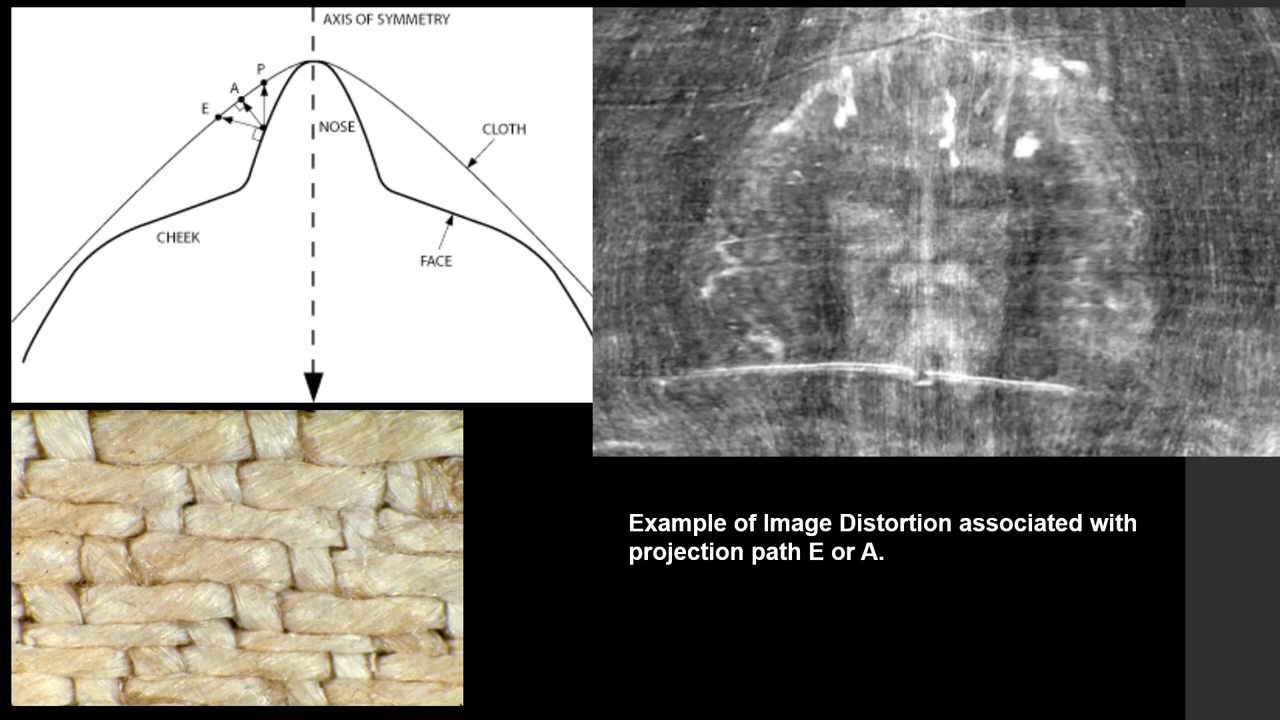 AXIS OF SYMMETRY
P
A
E
NOSE
CLOTH
CHEEK
FACE
Example of Image Distortion associated with
projection path E or A.